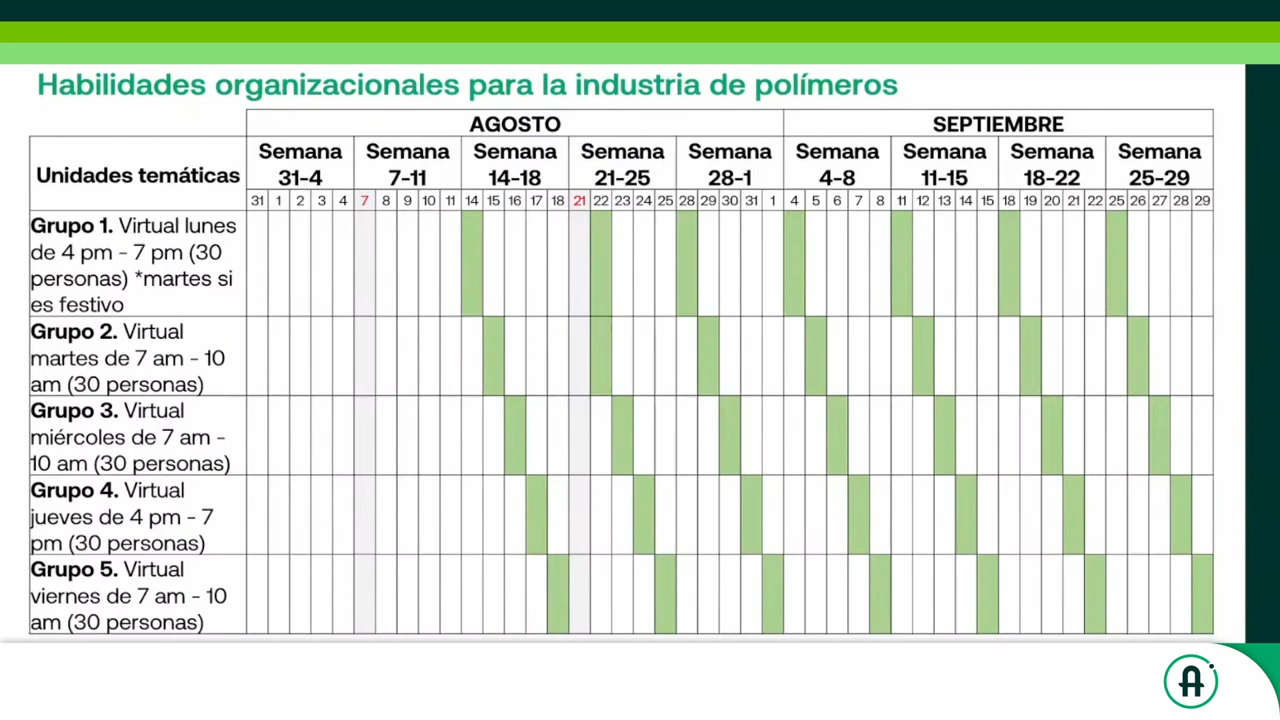 Habilidades organizacionales para la industria de polímeros
AGOSTO SEPTIEMBRE
Unidades temáticas
Semana 31-4 Semana 7-11 Semana 14-18 Semana 21-25 Semana 28-1 Semana 4-8 Semana 11-15 Semana 18-22 Semana 25-29
31 1 2 3 4 7 8 9 10 11 14 15 16 17 18 21 22 23 24 25 28 29 30 31 1 4 5 6 7 8 11 12 13 14 15 18 19 20 21 22 25 26 27 28 29
Grupo 1. Virtual lunes
de 4 pm - 7 pm (30
personas) *martes si
es festivo
Grupo 2. Virtual
martes de 7 am - 10
am (30 personas)
Grupo 3. Virtual
miércoles de 7 am -
10 am (30 personas)
Grupo 4. Virtual
jueves de 4 pm - 7
pm (30 personas)
Grupo 5. Virtual
viernes de 7 am - 10
am (30 personas)
A